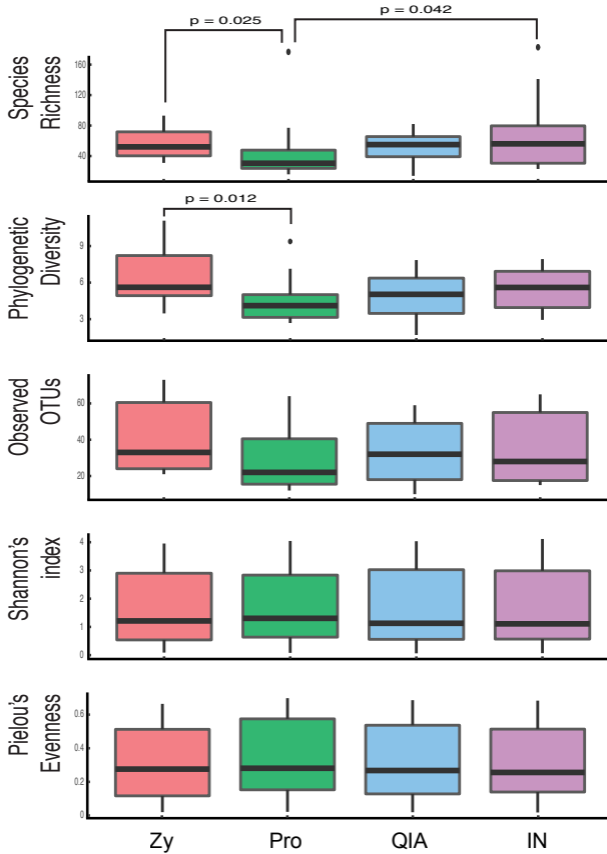 p = 0.025
p = 0.042
Species
Richness
160
120
80
40
p = 0.012
Phylogenetic
Diversity
9
6
3
Observed
OTUs
60
40
20
Shannon's
index
4
3
2
1
0
Pielou's
Evenness
0.6
0.4
0.2
0
Zy Pro QIA IN